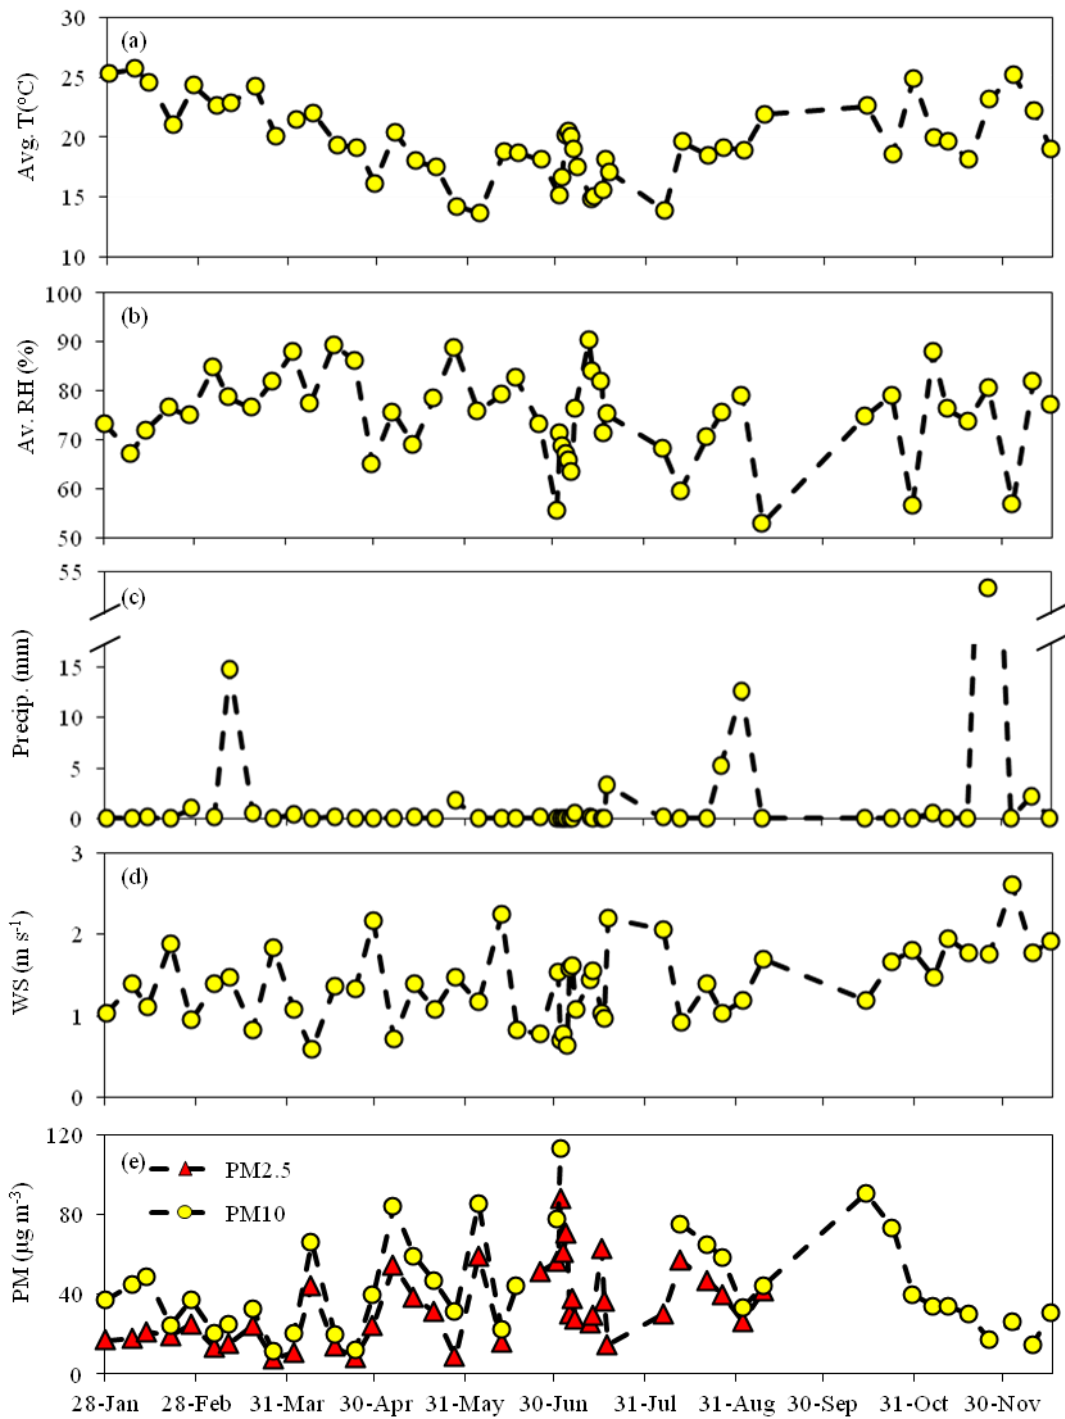 30
(a)
25
20
15
10
Avg. T(°C)
100
(b)
90
80
70
60
50
Av. RH (%)
55
(c)
15
10
5
0
Precip. (mm)
3
(d)
2
1
0
WS (m s-1)
120
(e)
PM2.5
80
PM10
40
0
PM (µg m-3)
28-Jan 28-Feb 31-Mar 30-Apr 31-May 30-Jun 31-Jul 31-Aug 30-Sep 31-Oct 30-Nov